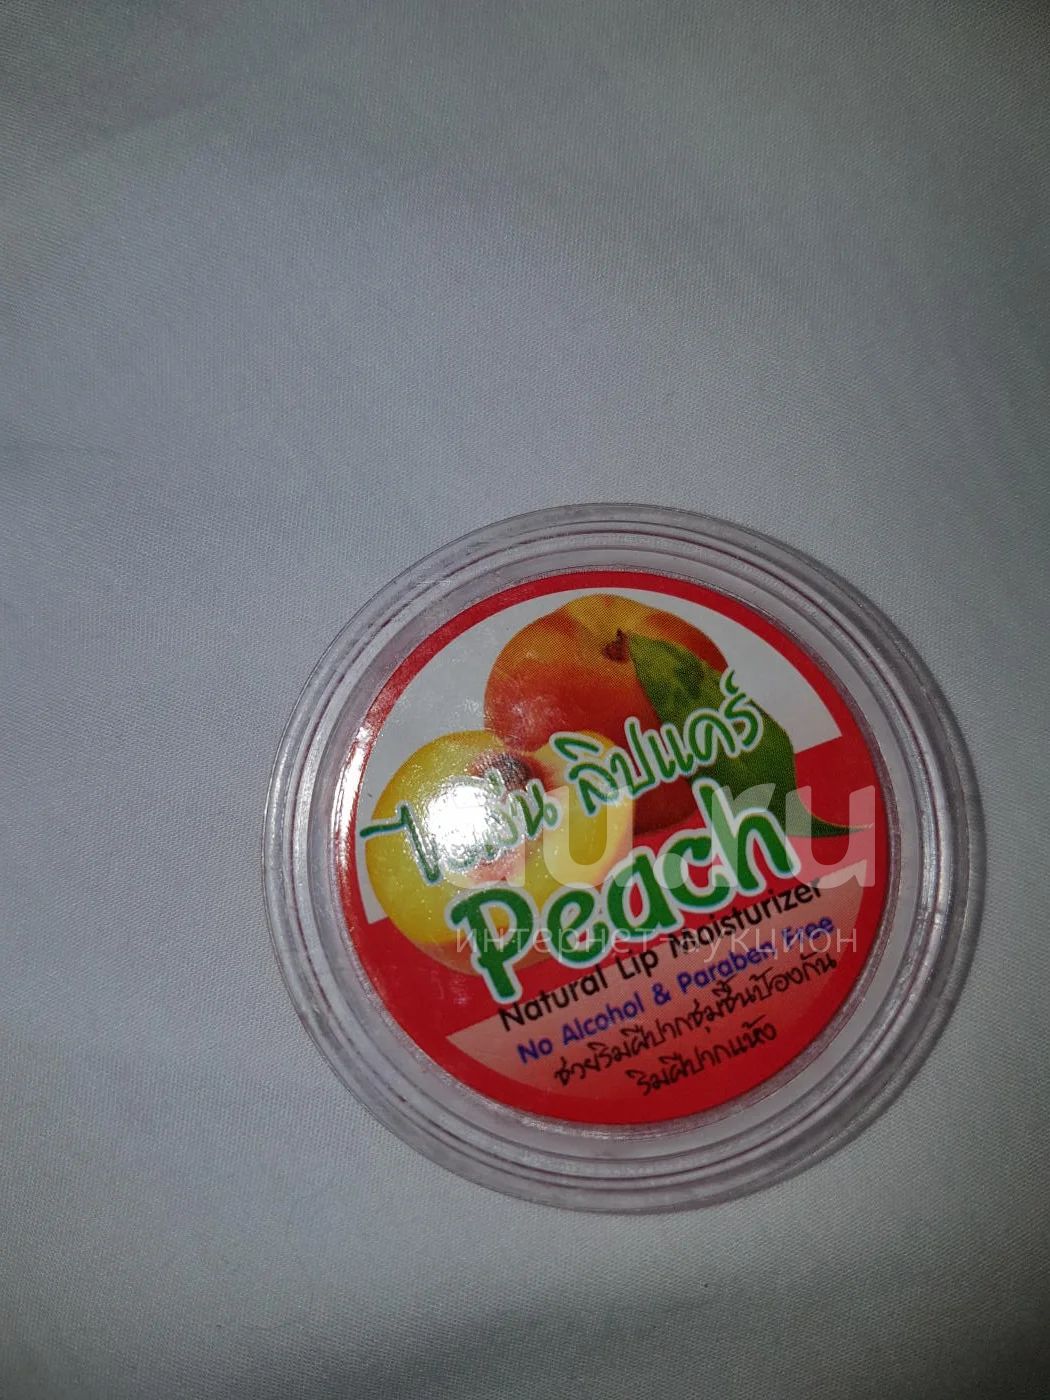 ลิปแคร์
Peach
Natural Lip Moisturizer
No Alcohol & Paraben Free
ช่วยริมฝีปากชุ่มชื้นป้องกัน
ริมฝีปากแห้ง
au.ru
интернет-аукцион